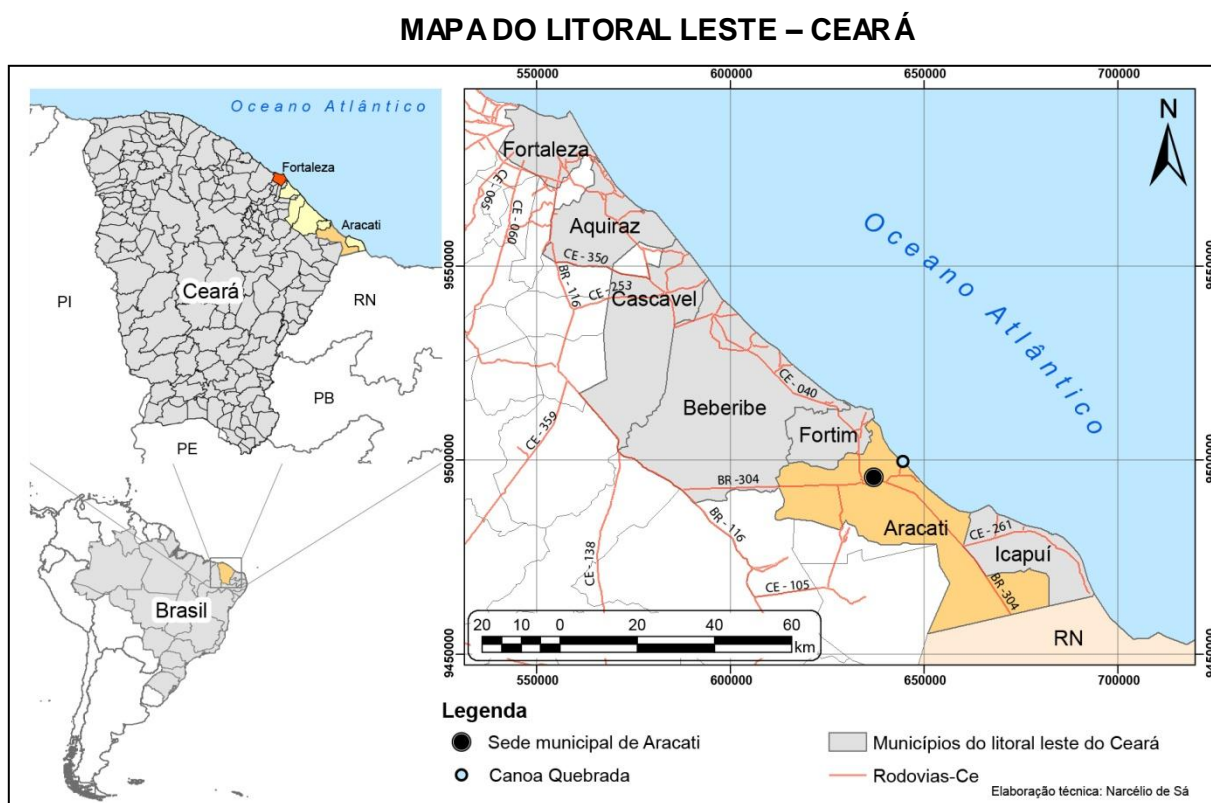 MAPA DO LITORAL LESTE – CEARÁ
Oceano Atlântico
Fortaleza
Aracati
Ceará
PI
RN
PB
PE
Brasil
550000 600000 650000 700000
N
Fortaleza
CE - 065
CE - 060
Aquiraz
CE - 350
BR - 116
CE - 253
Cascavel
Oceano Atlântico
9550000 9550000
CE - 040
Beberibe
CE - 359
Fortim
9500000 9500000
BR -304
BR - 116
Aracati
CE - 261
Icapuí
CE - 138
CE - 105
BR - 304
RN
20 10 0 20 40 60
km
9450000 9450000
550000 600000 650000 700000
Legenda
Sede municipal de Aracati
Municípios do litoral leste do Ceará
Canoa Quebrada
Rodovias-Ce
Elaboração técnica: Narcélio de Sá